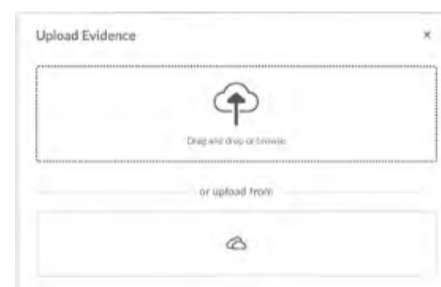 Upload Evidence ×
Drag and drop or browse
or upload from